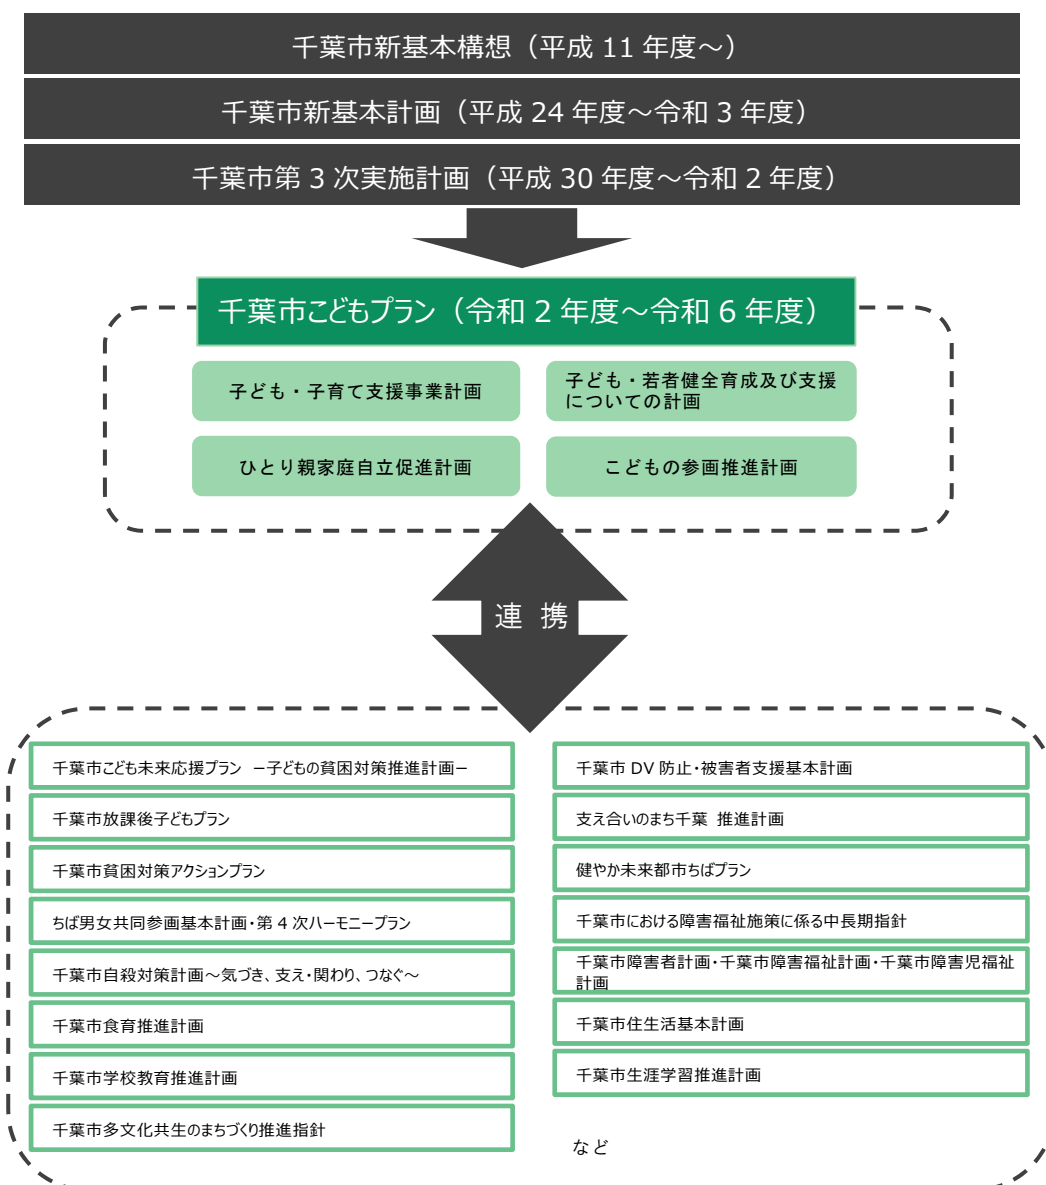 千葉市新基本構想（平成 11 年度～）
千葉市新基本計画（平成 24 年度～令和 3 年度）
千葉市第 3 次実施計画（平成 30 年度～令和 2 年度）
千葉市こどもプラン（令和 2 年度～令和 6 年度）
子ども・子育て支援事業計画
子ども・若者健全育成及び支援
についての計画
ひとり親家庭自立促進計画
こどもの参画推進計画
連 携
千葉市こども未来応援プラン －子どもの貧困対策推進計画－
千葉市放課後子どもプラン
千葉市貧困対策アクションプラン
ちば男女共同参画基本計画・第 4 次ハーモニープラン
千葉市自殺対策計画～気づき、支え・関わり、つなぐ～
千葉市食育推進計画
千葉市学校教育推進計画
千葉市多文化共生のまちづくり推進指針
千葉市 DV 防止・被害者支援基本計画
支え合いのまち千葉 推進計画
健やか未来都市ちばプラン
千葉市における障害福祉施策に係る中長期指針
千葉市障害者計画・千葉市障害福祉計画・千葉市障害児福祉
計画
千葉市住生活基本計画
千葉市生涯学習推進計画
など